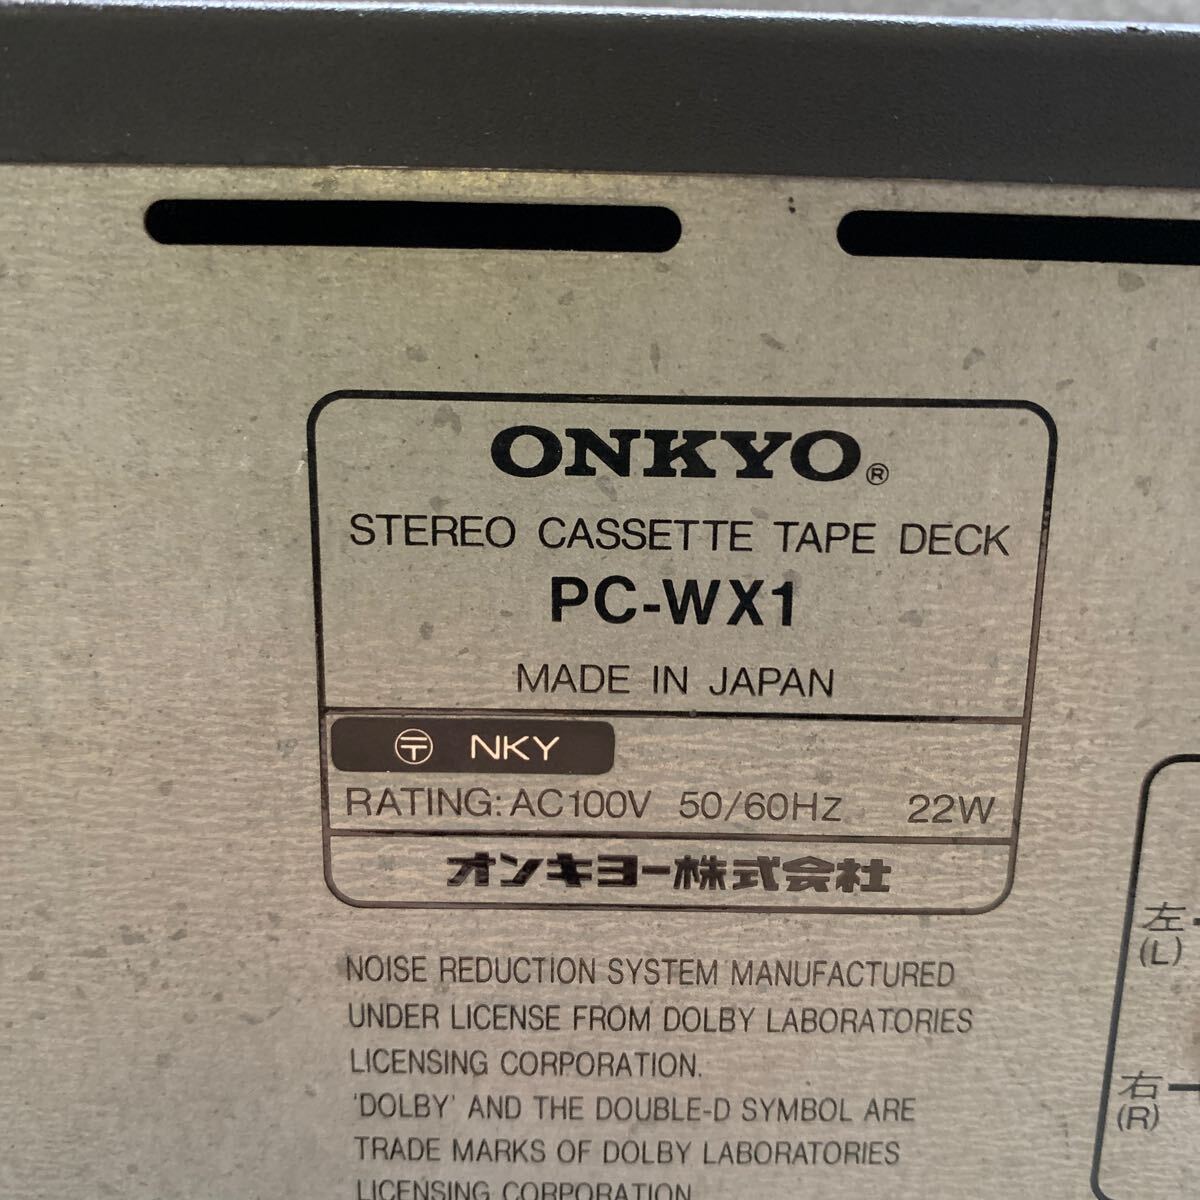 ONKYO®
STEREO CASSETTE TAPE DECK
PC-WX1
MADE IN JAPAN
〶 NKY
RATING: AC100V 50/60Hz 22W
オンキヨー株式会社
NOISE REDUCTION SYSTEM MANUFACTURED
UNDER LICENSE FROM DOLBY LABORATORIES
LICENSING CORPORATION.
'DOLBY' AND THE DOUBLE-D SYMBOL ARE
TRADE MARKS OF DOLBY LABORATORIES
LICENSING CORPORATION
左
(L)
右
(R)